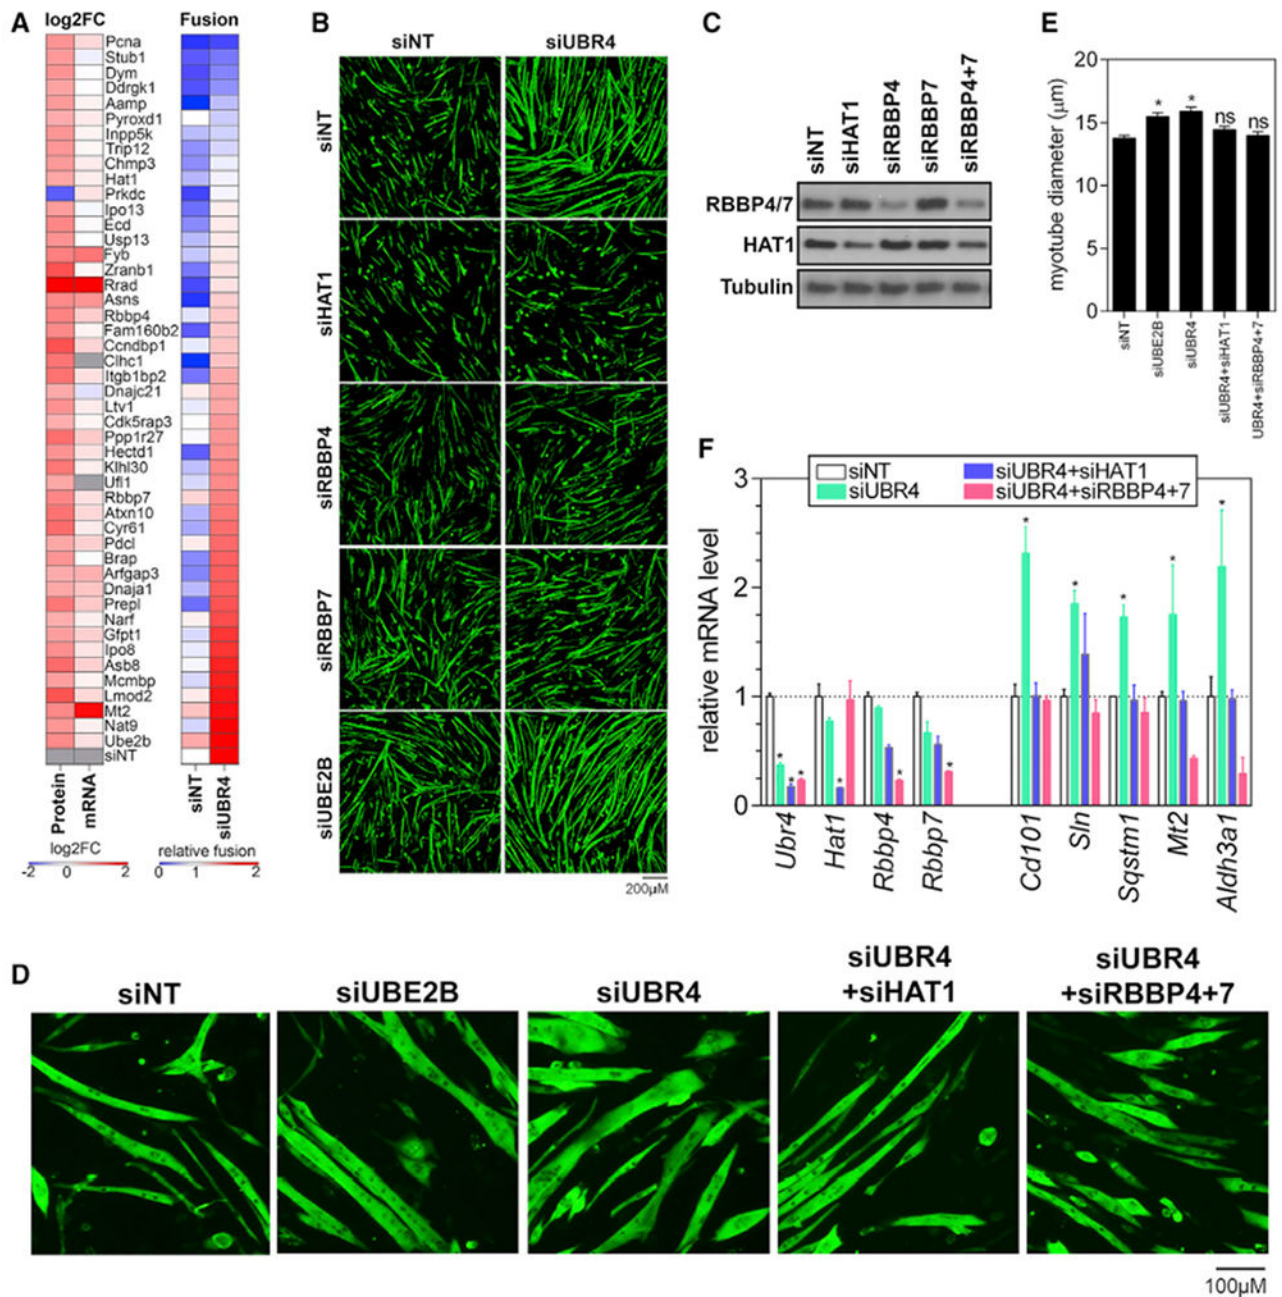 A
log2FC
Fusion
Pcna
Stub1
Dym
Ddrgk1
Aamp
Pyroxd1
Inpp5k
Trip12
Chmp3
Hat1
Prkdc
Ipo13
Ecd
Usp13
Fyb
Zranb1
Rrad
Asns
Rbbp4
Fam160b2
Ccndbp1
Clhc1
Itgb1bp2
Dnajc21
Ltv1
Cdk5rap3
Ppp1r27
Hectd1
Klhl30
Ufl1
Rbbp7
Atxn10
Cyr61
Pdcl
Brap
Arfgap3
Dnaja1
Prepl
Narf
Gfpt1
Ipo8
Asb8
Mcmbp
Lmod2
Mt2
Nat9
Ube2b
siNT
Protein
mRNA
siNT
siUBR4
log2FC
-2 0 2
relative fusion
0 1 2
B
siNT
siUBR4
siNT
siHAT1
siRBBP4
siRBBP7
siUBE2B
200µM
C
siNT
siHAT1
siRBBP4
siRBBP7
siRBBP4+7
RBBP4/7
HAT1
Tubulin
E
myotube diameter (µm)
20
15
10
5
0
* * ns ns
siNT
siUBE2B
siUBR4
siUBR4+siHAT1
UBR4+siRBBP4+7
F
siNT
siUBR4
siUBR4+siHAT1
siUBR4+siRBBP4+7
relative mRNA level
3
2
1
0
* * * * * *
* * * * *
Ubr4
Hat1
Rbbp4
Rbbp7
Cd101
Sln
Sqstm1
Mt2
Aldh3a1
D
siNT
siUBE2B
siUBR4
siUBR4
+siHAT1
siUBR4
+siRBBP4+7
100µM